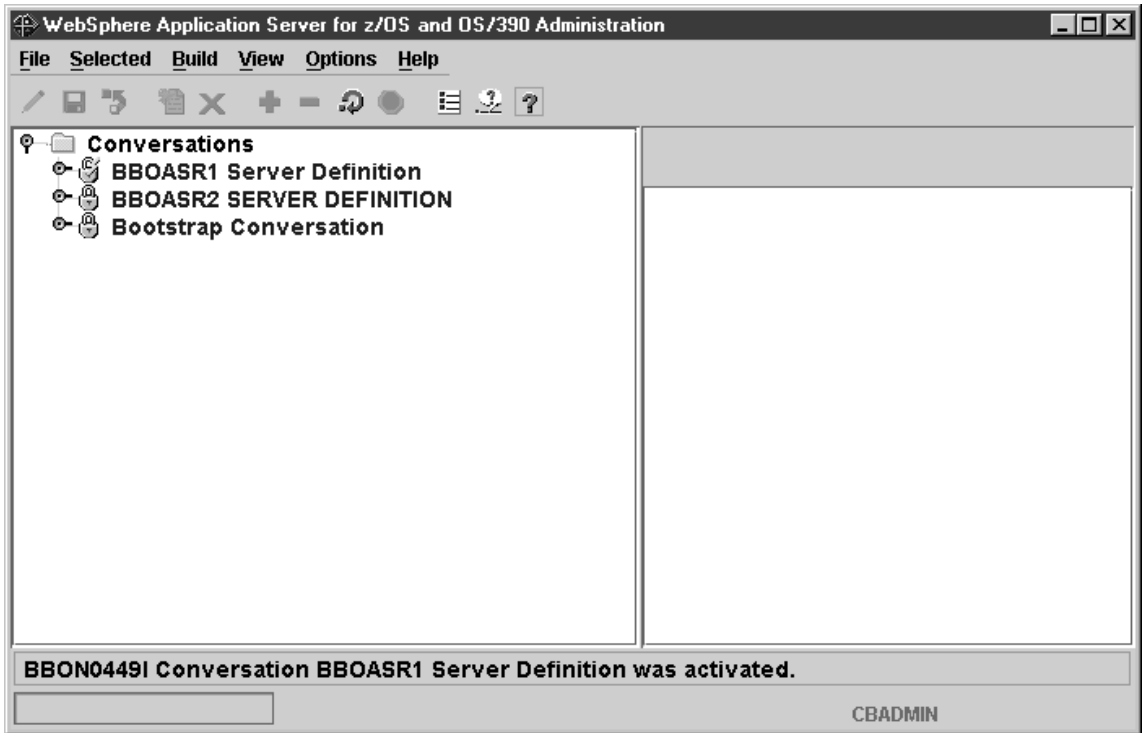 WebSphere Application Server for z/OS and OS/390 Administration
File Selected Build View Options Help
Conversations
BBOASR1 Server Definition
BBOASR2 SERVER DEFINITION
Bootstrap Conversation
BBON0449I Conversation BBOASR1 Server Definition was activated.
CBADMIN